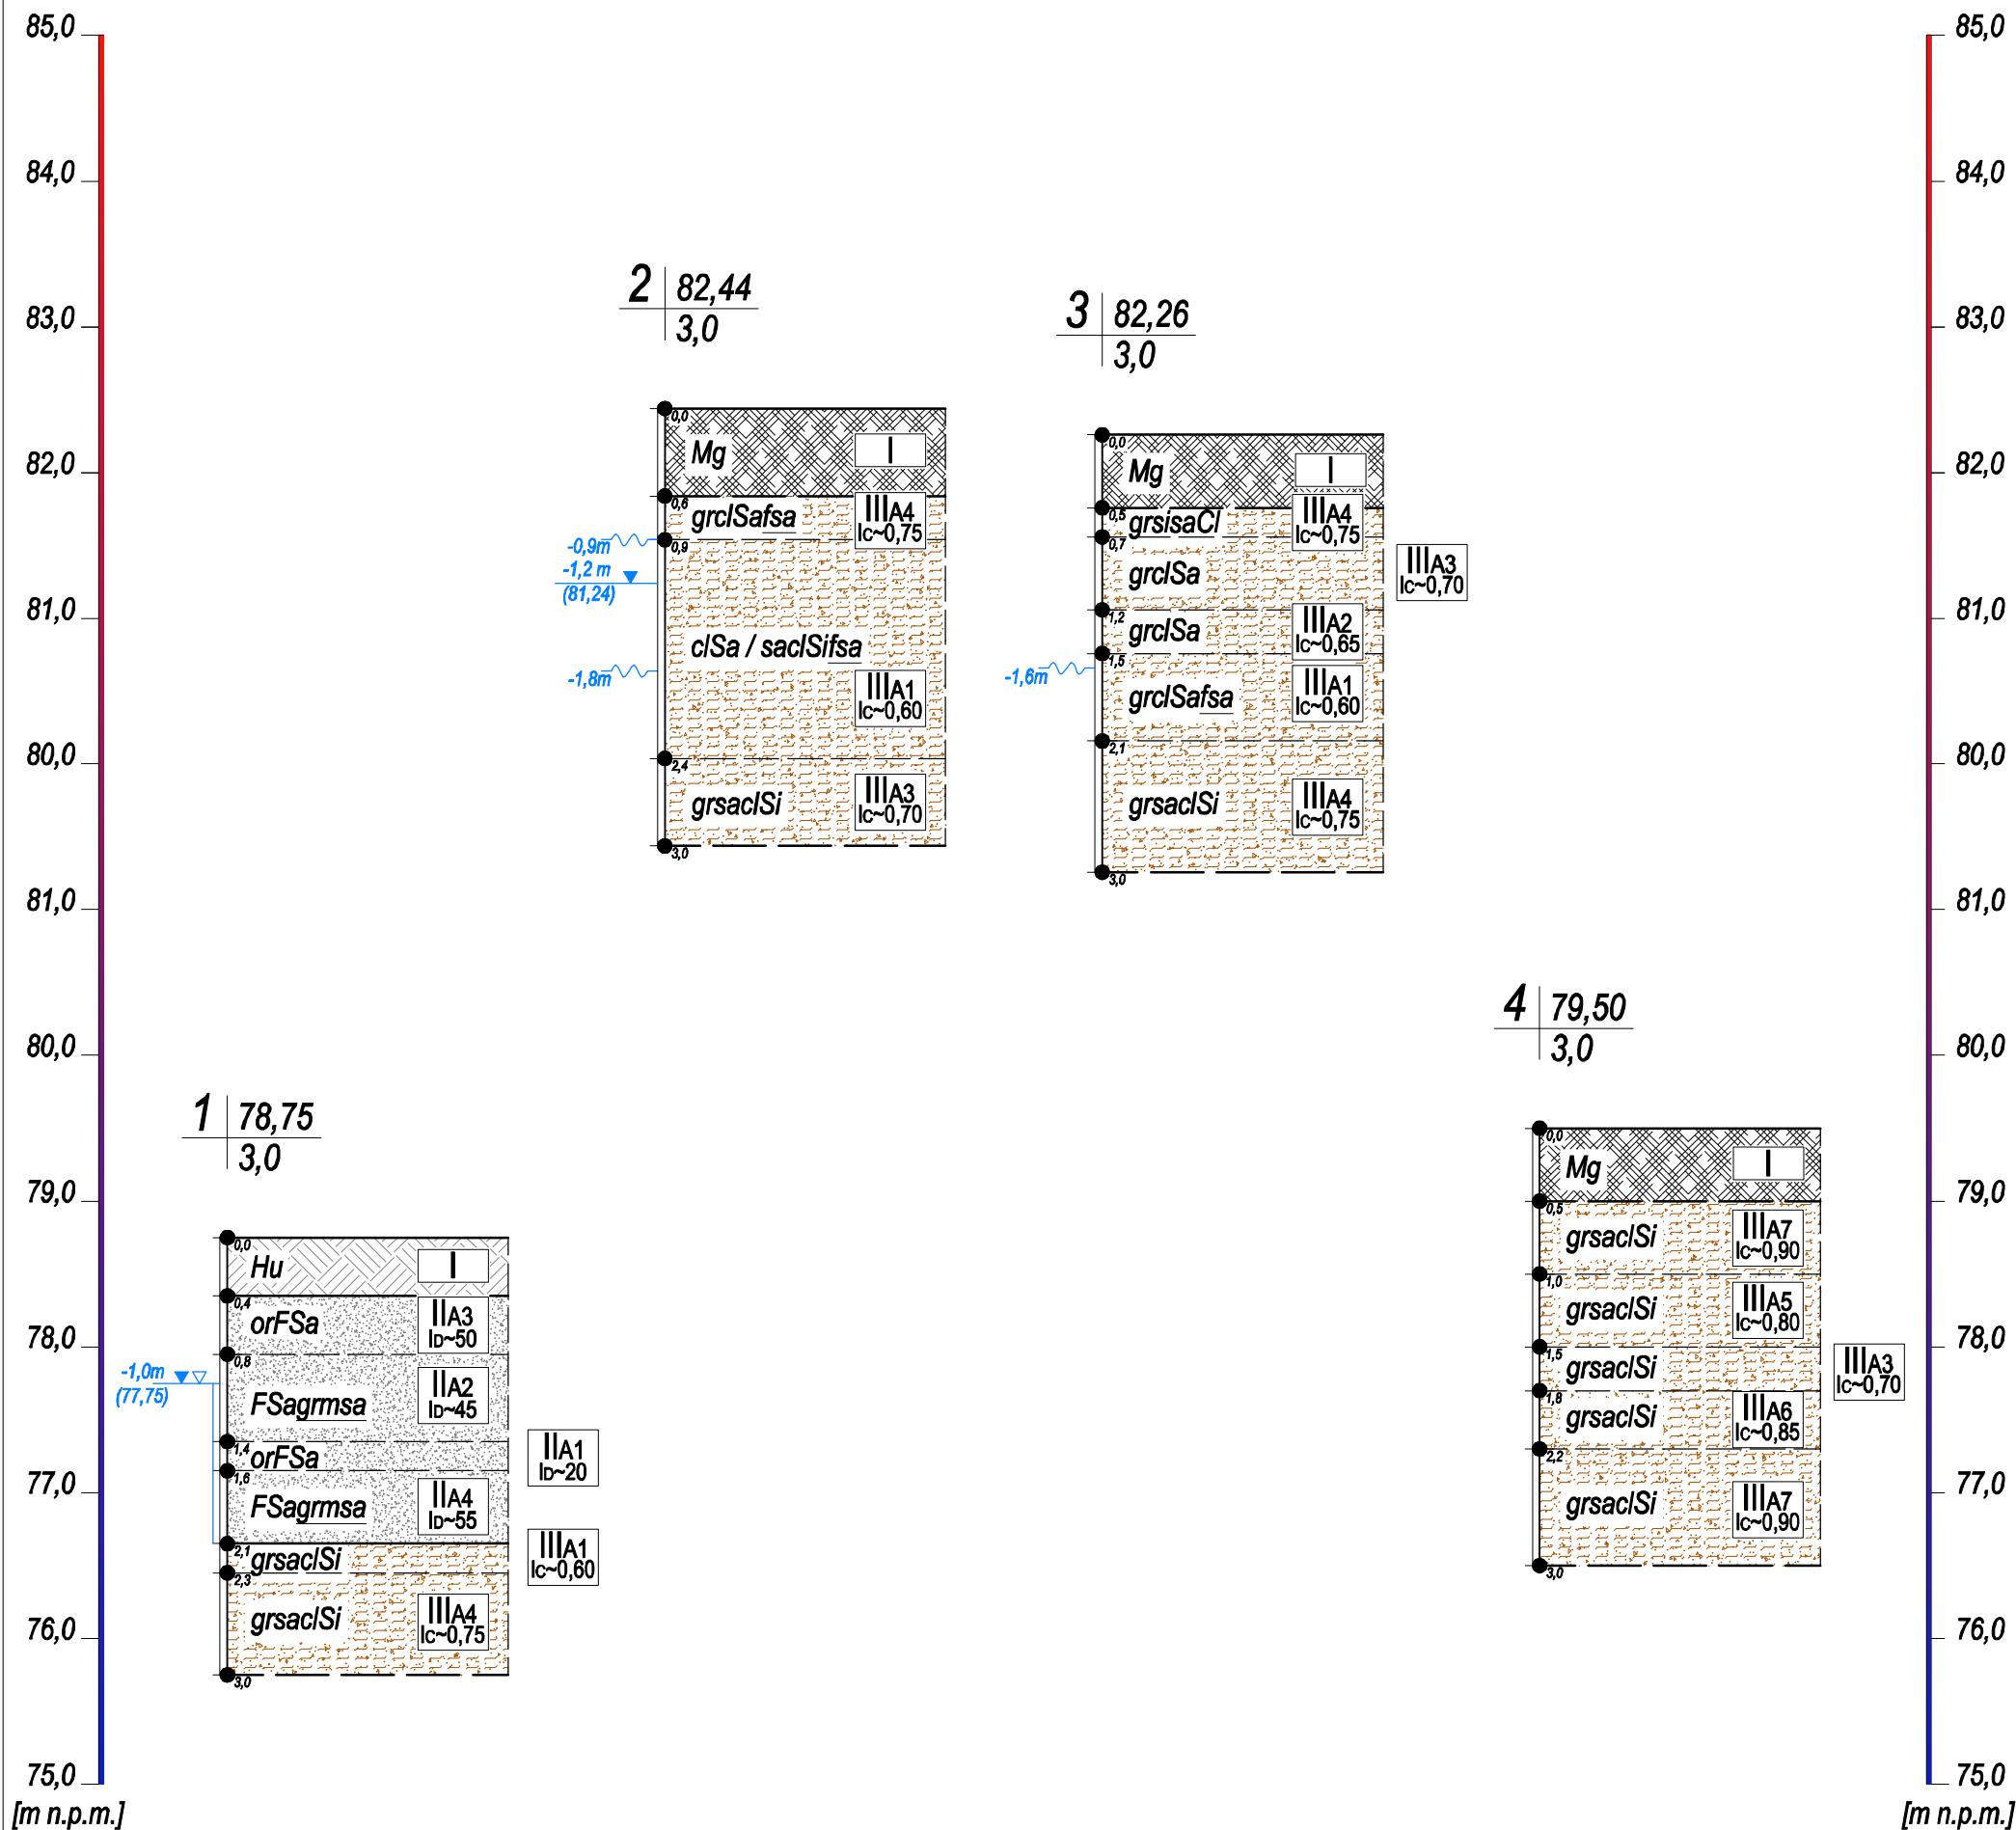 85,0
84,0
83,0
82,0
81,0
80,0
81,0
80,0
79,0
78,0
77,0
76,0
75,0
[m n.p.m.]
2 82,44
3,0
0,0
Mg I
0,6
grclSafsa IIIA4
Ic~0,75
-0,9m
0,9
-1,2 m
(81,24)
clSa / saclSifsa
-1,8m
IIIA1
Ic~0,60
2,4
grsaclSi IIIA3
Ic~0,70
3,0
3 82,26
3,0
0,0
Mg I
0,5
grsisaCl IIIA4
Ic~0,75
0,7
grclSa IIIA3
Ic~0,70
1,2
grclSa IIIA2
Ic~0,65
1,5
-1,6m
grclSafsa IIIA1
Ic~0,60
2,1
grsaclSi IIIA4
Ic~0,75
3,0
1 78,75
3,0
0,0
Hu I
0,4
orFSa IIA3
ID~50
0,8
-1,0m
(77,75)
FSagrmsa IIA2
ID~45
1,4
orFSa IIA1
ID~20
1,6
FSagrmsa IIA4
ID~55
2,1
grsaclSi IIIA1
Ic~0,60
2,3
grsaclSi IIIA4
Ic~0,75
3,0
4 79,50
3,0
0,0
Mg I
0,5
grsaclSi IIIA7
Ic~0,90
1,0
grsaclSi IIIA5
Ic~0,80
1,5
grsaclSi IIIA3
Ic~0,70
1,8
grsaclSi IIIA6
Ic~0,85
2,2
grsaclSi IIIA7
Ic~0,90
3,0
85,0
84,0
83,0
82,0
81,0
80,0
81,0
80,0
79,0
78,0
77,0
76,0
75,0
[m n.p.m.]